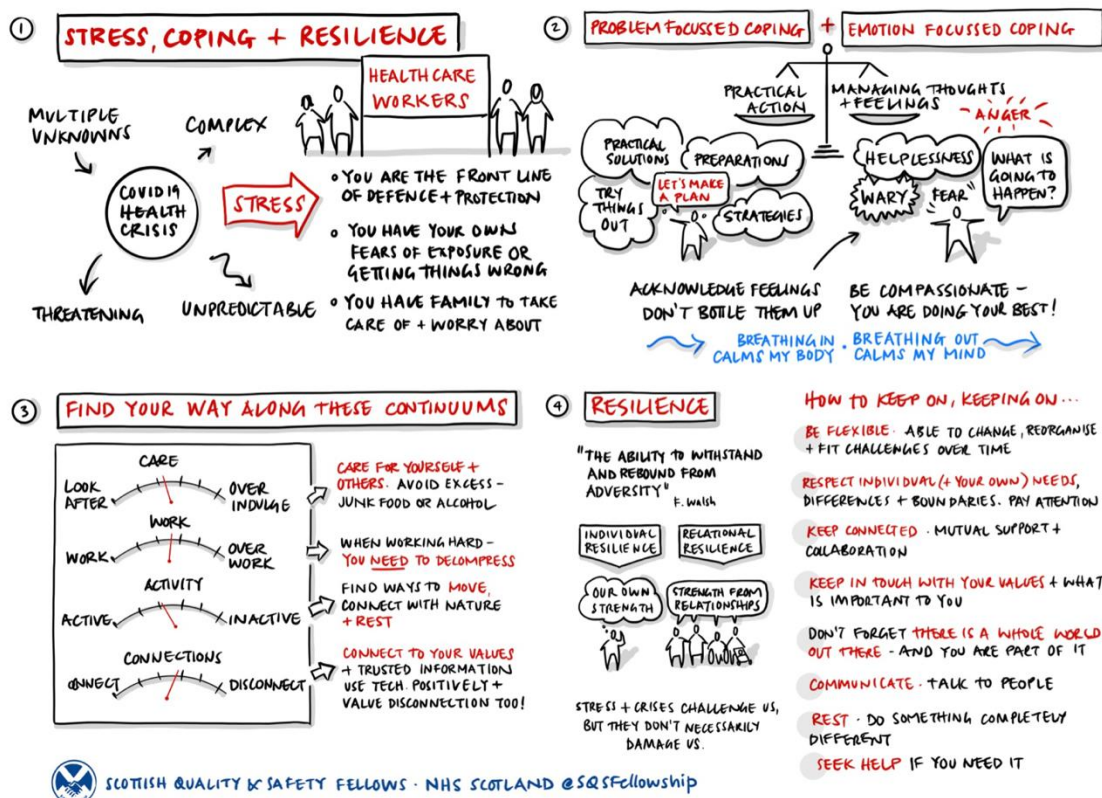 1
STRESS, COPING + RESILIENCE
MULTIPLE
UNKNOWNS
COMPLEX
COVID 19
HEALTH
CRISIS
THREATENING
UNPREDICTABLE
STRESS
HEALTHCARE
WORKERS
• YOU ARE THE FRONT LINE
OF DEFENCE + PROTECTION
• YOU HAVE YOUR OWN
FEARS OF EXPOSURE OR
GETTING THINGS WRONG
• YOU HAVE FAMILY TO TAKE
CARE OF + WORRY ABOUT
2
PROBLEM FOCUSSED COPING + EMOTION FOCUSSED COPING
PRACTICAL
ACTION
MANAGING THOUGHTS
+ FEELINGS
PRACTICAL
SOLUTIONS
PREPARATIONS
TRY
THINGS
OUT
LET'S MAKE
A PLAN
STRATEGIES
ANGER
HELPLESSNESS
WARY
FEAR
WHAT IS
GOING TO
HAPPEN?
ACKNOWLEDGE FEELINGS
DON'T BOTTLE THEM UP
BE COMPASSIONATE –
YOU ARE DOING YOUR BEST!
BREATHING IN
CALMS MY BODY
· BREATHING OUT
CALMS MY MIND
3
FIND YOUR WAY ALONG THESE CONTINUUMS
CARE
LOOK
AFTER
OVER
INDULGE
CARE FOR YOURSELF +
OTHERS. AVOID EXCESS –
JUNK FOOD OR ALCOHOL
WORK
WORK
OVER
WORK
WHEN WORKING HARD –
YOU NEED TO DECOMPRESS
ACTIVITY
ACTIVE
INACTIVE
FIND WAYS TO MOVE,
CONNECT WITH NATURE
+ REST
CONNECTIONS
CONNECT
DISCONNECT
CONNECT TO YOUR VALUES
+ TRUSTED INFORMATION
USE TECH. POSITIVELY +
VALUE DISCONNECTION TOO!
4
RESILIENCE
"THE ABILITY TO WITHSTAND
AND REBOUND FROM
ADVERSITY"
F. Walsh
INDIVIDUAL
RESILIENCE
RELATIONAL
RESILIENCE
OUR OWN
STRENGTH
STRENGTH FROM
RELATIONSHIPS
STRESS + CRISES CHALLENGE US,
BUT THEY DON'T NECESSARILY
DAMAGE US.
HOW TO KEEP ON, KEEPING ON...
BE FLEXIBLE · ABLE TO CHANGE, REORGANISE
+ FIT CHALLENGES OVER TIME
RESPECT INDIVIDUAL (+ YOUR OWN) NEEDS,
DIFFERENCES + BOUNDARIES. PAY ATTENTION
KEEP CONNECTED · MUTUAL SUPPORT +
COLLABORATION
KEEP IN TOUCH WITH YOUR VALUES + WHAT
IS IMPORTANT TO YOU
DON'T FORGET THERE IS A WHOLE WORLD
OUT THERE – AND YOU ARE PART OF IT
COMMUNICATE · TALK TO PEOPLE
REST · DO SOMETHING COMPLETELY
DIFFERENT
SEEK HELP IF YOU NEED IT
SCOTTISH QUALITY & SAFETY FELLOWS · NHS SCOTLAND @SQSFellowship